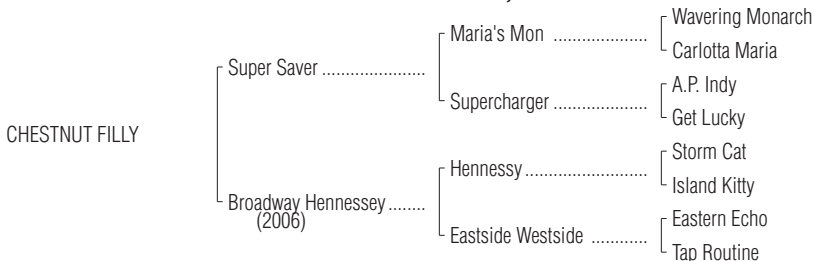 Wavering Monarch
Maria's Mon ....................
Carlotta Maria
Super Saver ......................
A.P. Indy
Supercharger ....................
Get Lucky
CHESTNUT FILLY
Storm Cat
Hennessy ..........................
Island Kitty
Broadway Hennessey ........
(2006)
Eastern Echo
Eastside Westside ............
Tap Routine